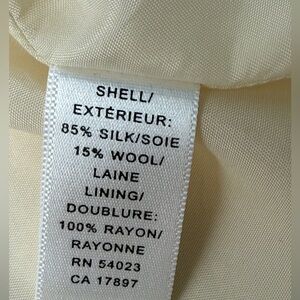 SHELL/
EXTÉRIEUR:
85% SILK/SOIE
15% WOOL/
LAINE
LINING/
DOUBLURE:
100% RAYON/
RAYONNE
RN 54023
CA 17897